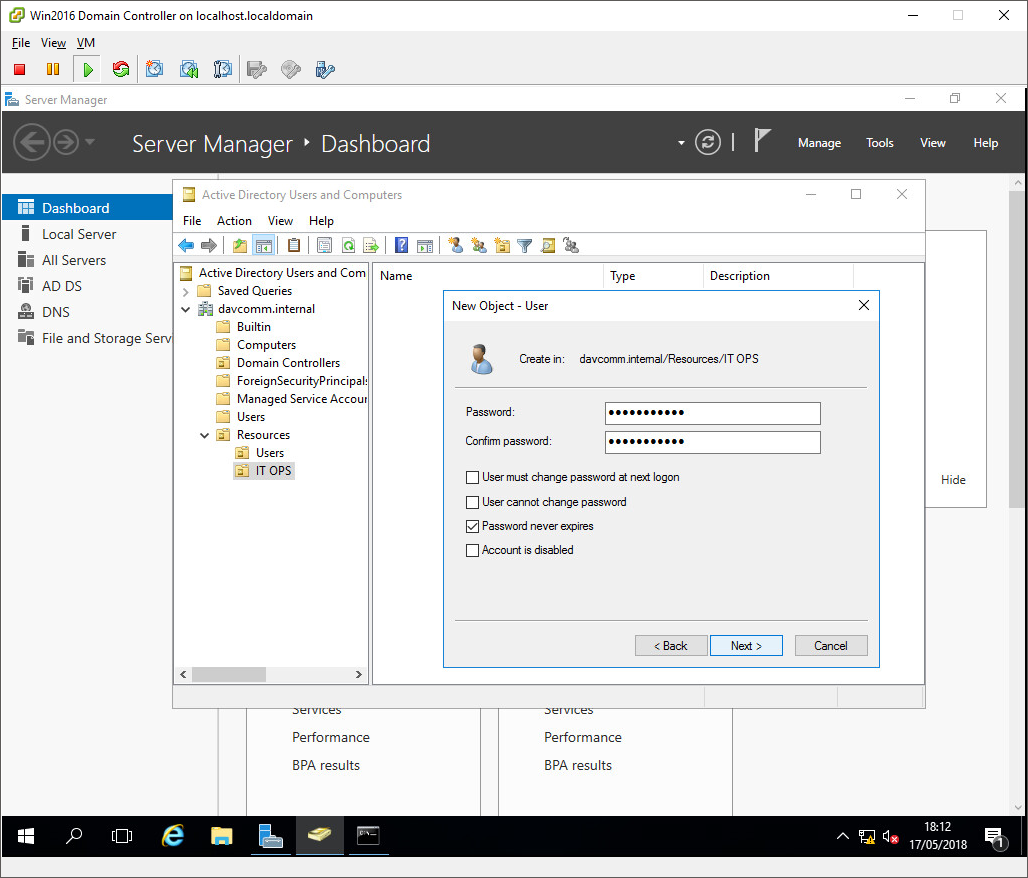 Win2016 Domain Controller on localhost.localdomain
File View VM
Server Manager
Server Manager Dashboard
Manage Tools View Help
Dashboard
Local Server
All Servers
AD DS
DNS
File and Storage Serv
Active Directory Users and Computers
File Action View Help
Active Directory Users and Com
Saved Queries
davcomm.internal
Builtin
Computers
Domain Controllers
ForeignSecurityPrincipals
Managed Service Accour
Users
Resources
Users
IT OPS
Name Type Description
New Object - User
Create in: davcomm.internal/Resources/IT OPS
Password: •••••••••••
Confirm password: •••••••••••
User must change password at next logon
User cannot change password
Password never expires
Account is disabled
< Back Next > Cancel
Hide
Services Services
Performance Performance
BPA results BPA results
18:12
17/05/2018
1